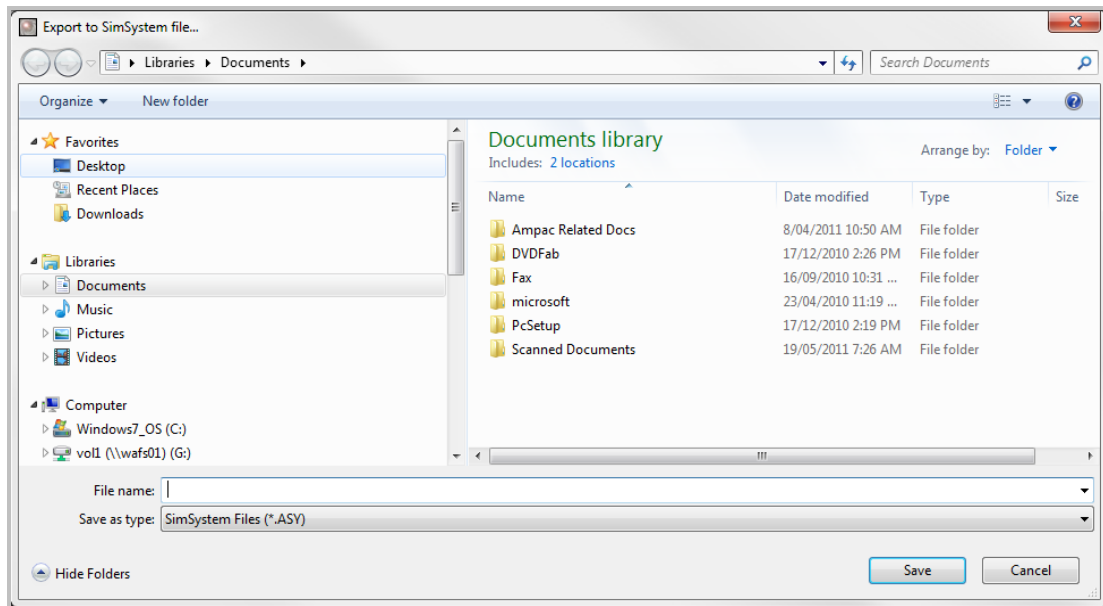 Export to SimSystem file...
Libraries Documents
Search Documents
Organize New folder
Favorites
Desktop
Recent Places
Downloads
Libraries
Documents
Music
Pictures
Videos
Computer
Windows7_OS (C:)
vol1 (\\wafs01) (G:)
Documents library
Includes: 2 locations
Arrange by: Folder
Name Date modified Type Size
Ampac Related Docs 8/04/2011 10:50 AM File folder
DVDFab 17/12/2010 2:26 PM File folder
Fax 16/09/2010 10:31 ... File folder
microsoft 23/04/2010 11:19 ... File folder
PcSetup 17/12/2010 2:19 PM File folder
Scanned Documents 19/05/2011 7:26 AM File folder
File name:
Save as type: SimSystem Files (*.ASY)
Hide Folders Save Cancel